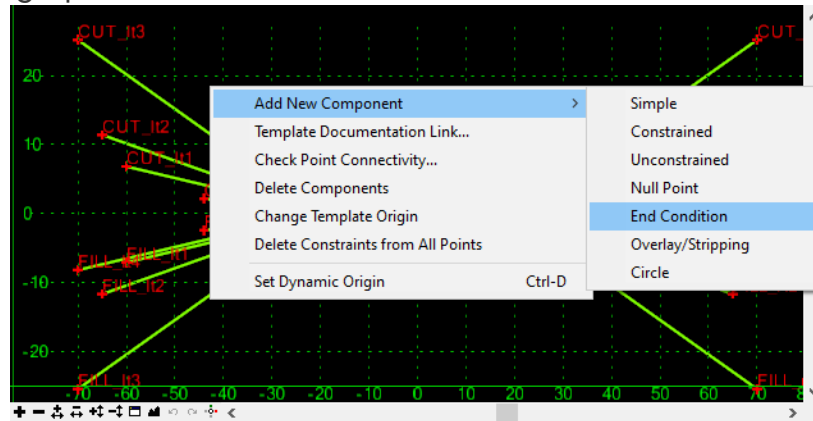 CUT_lt3
CUT_
20
Add New Component >
Simple
CUT_lt2
Template Documentation Link...
Constrained
10
CUT_lt1
Check Point Connectivity...
Unconstrained
Delete Components
Null Point
0
Change Template Origin
End Condition
Delete Constraints from All Points
Overlay/Stripping
FILL_lt1
Circle
-10
FILL_lt2
Set Dynamic Origin
Ctrl-D
-20
FILL_lt3
FILL_
-70 -60 -50 -40 -30 -20 -10 0 10 20 30 40 50 60 70